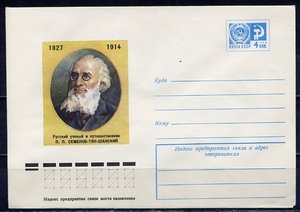 1827 1914
Русский ученый и путешественник
П. П. СЕМЕНОВ-ТЯН-ШАНСКИЙ
Индекс предприятия связи места назначения
ПОЧТА СССР
4 КОП
Куда
Кому
Индекс предприятия связи и адрес
отправителя